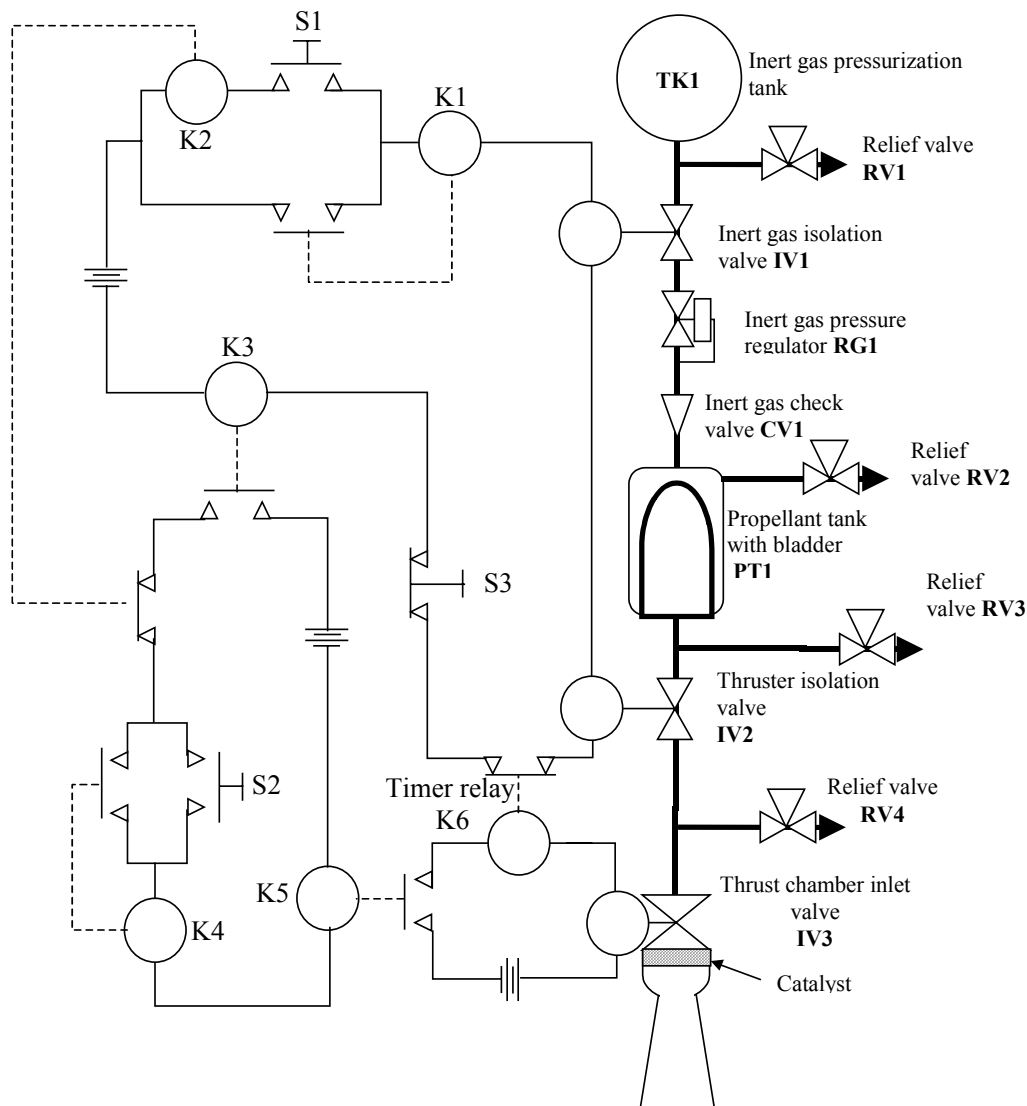 S1
K1
K2
TK1
Inert gas pressurization
tank
Relief valve
RV1
Inert gas isolation
valve IV1
K3
Inert gas pressure
regulator RG1
Inert gas check
valve CV1
Relief
valve RV2
Propellant tank
with bladder
PT1
S3
Relief
valve RV3
Thruster isolation
valve
IV2
S2
Timer relay
K6
Relief valve
RV4
K5
K4
Thrust chamber inlet
valve
IV3
Catalyst